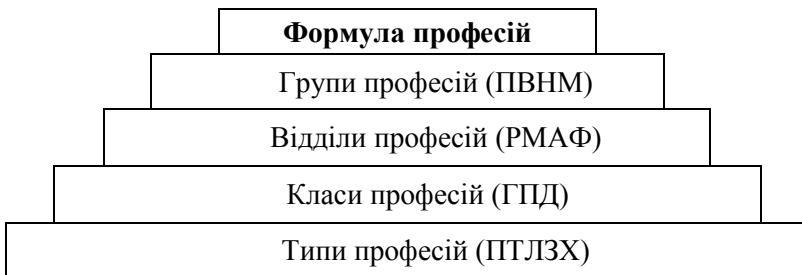 Формула професій
Групи професій (ПВНМ)
Відділи професій (РМАФ)
Класи професій (ГПД)
Типи професій (ПТЛЗХ)